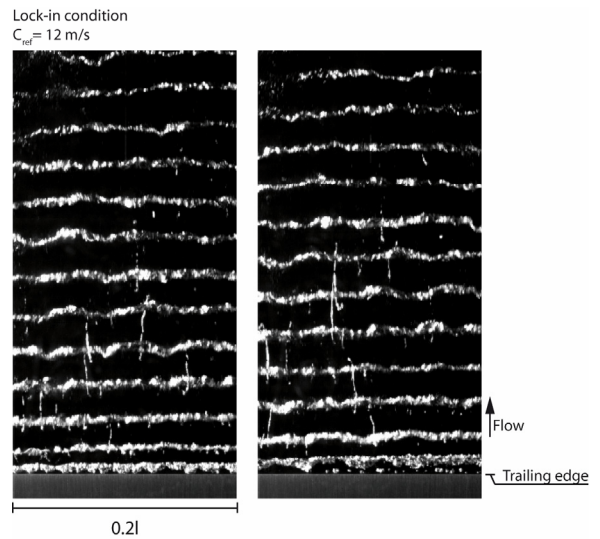 Lock-in condition
C_ref = 12 m/s
Flow
Trailing edge
0.2l